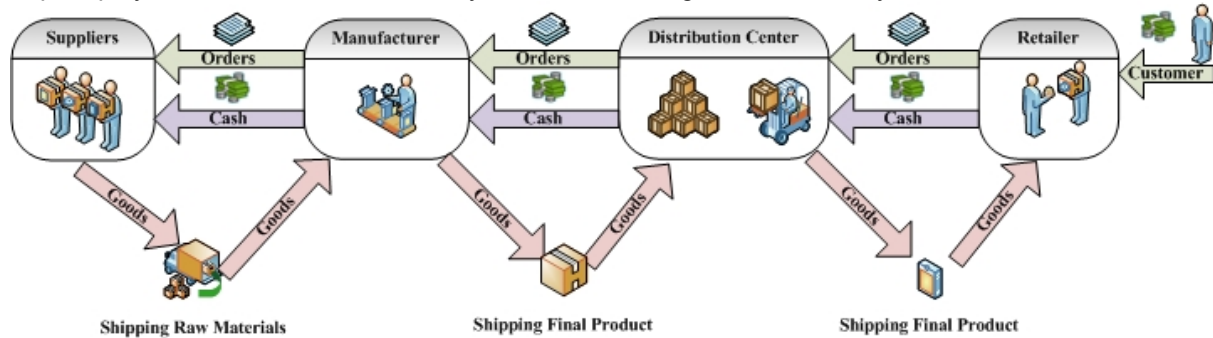 Suppliers
Manufacturer
Distribution Center
Retailer
Orders
Orders
Orders
Customer
Cash
Cash
Cash
Goods
Goods
Goods
Goods
Goods
Goods
Shipping Raw Materials
Shipping Final Product
Shipping Final Product